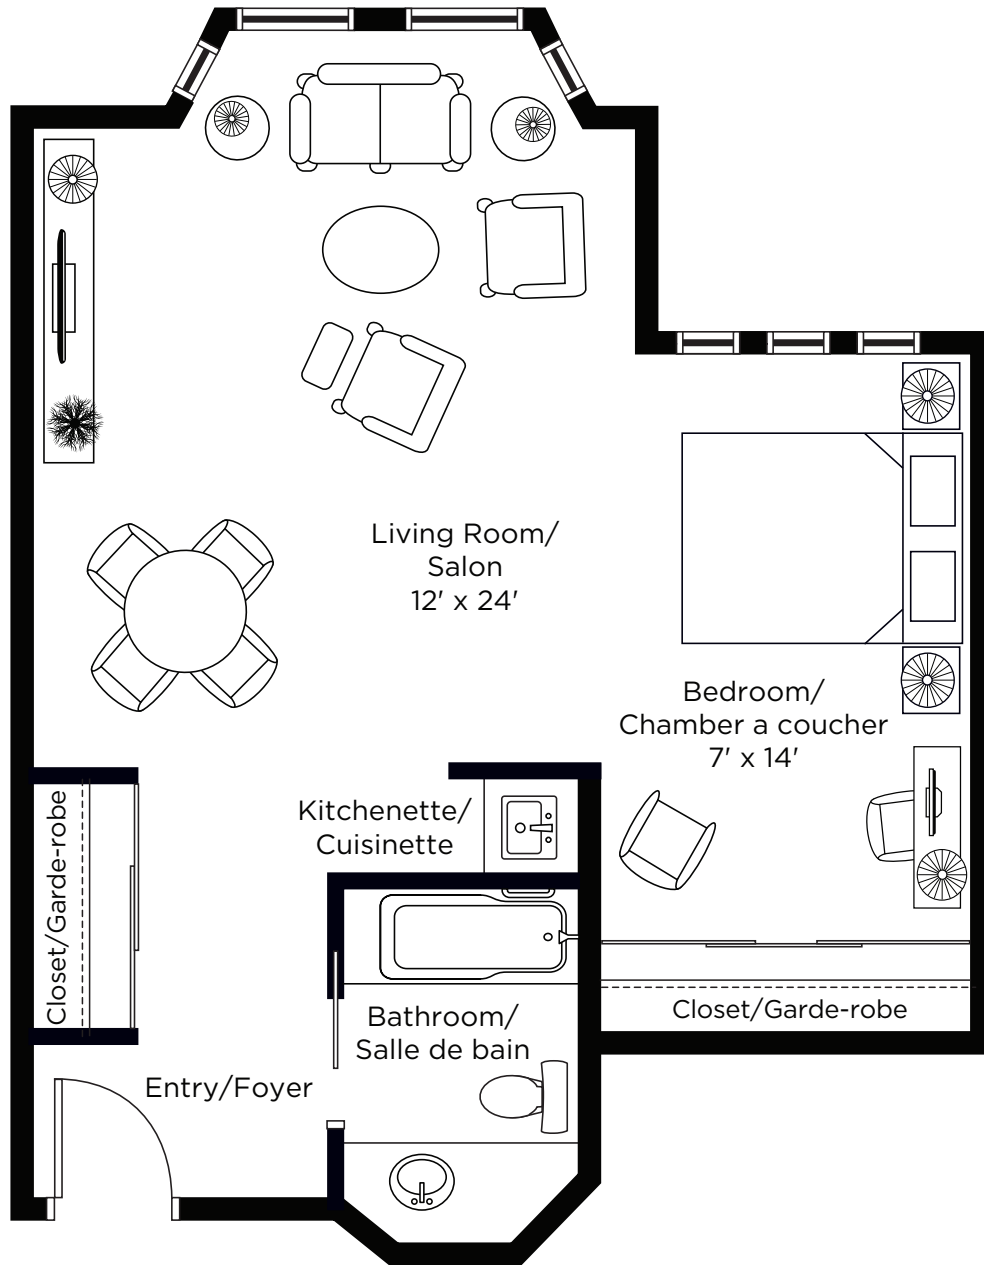 Living Room/
Salon
12' x 24'
Bedroom/
Chamber a coucher
7' x 14'
Kitchenette/
Cuisinette
Closet/Garde-robe
Closet/Garde-robe
Bathroom/
Salle de bain
Entry/Foyer